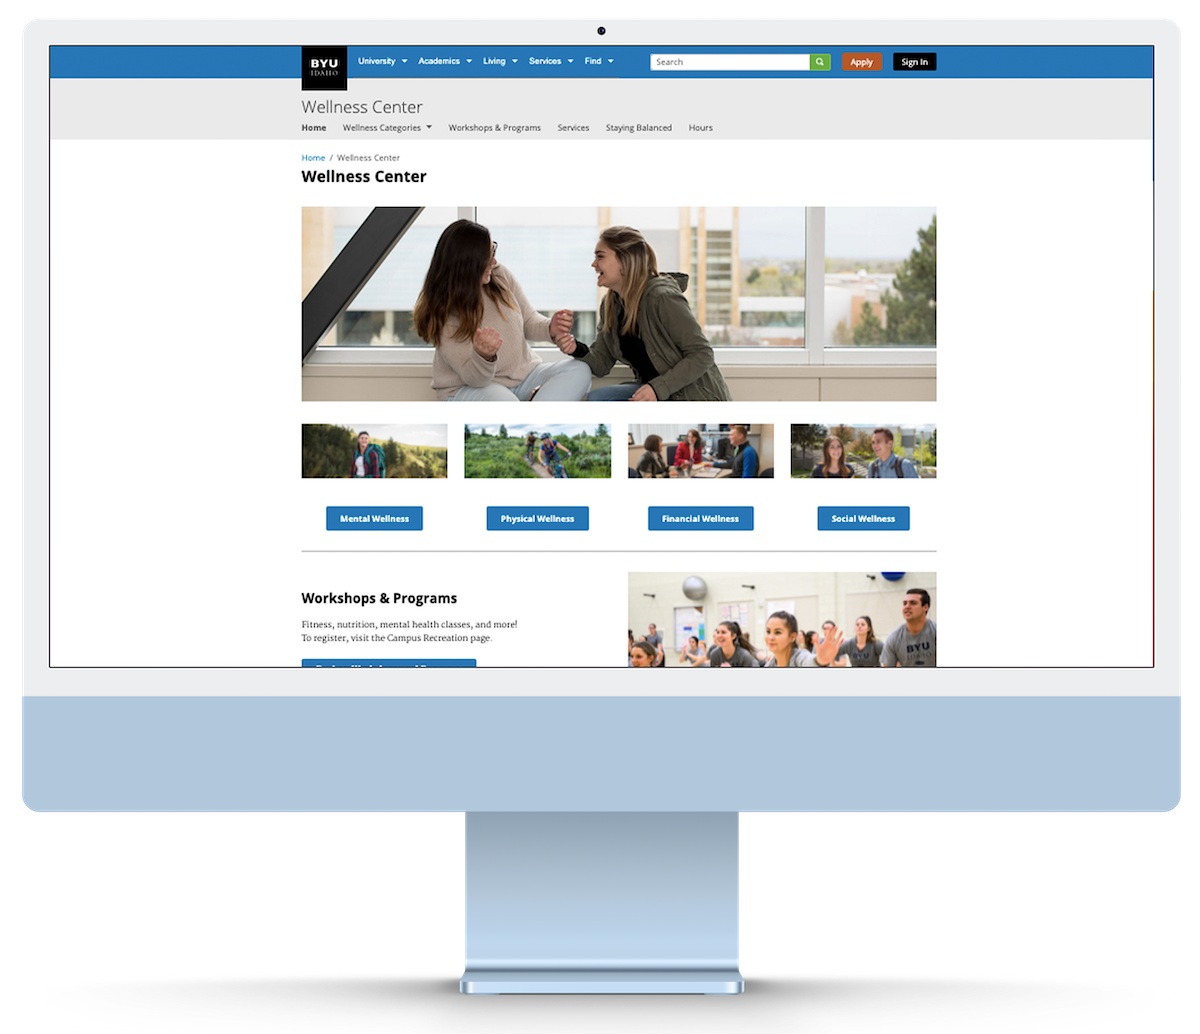 BYU
IDAHO
University Academics Living Services Find
Search
Apply
Sign In
Wellness Center
Home Wellness Categories Workshops & Programs Services Staying Balanced Hours
Home / Wellness Center
Wellness Center
Mental Wellness Physical Wellness Financial Wellness Social Wellness
Workshops & Programs
Fitness, nutrition, mental health classes, and more!
To register, visit the Campus Recreation page.
BYU